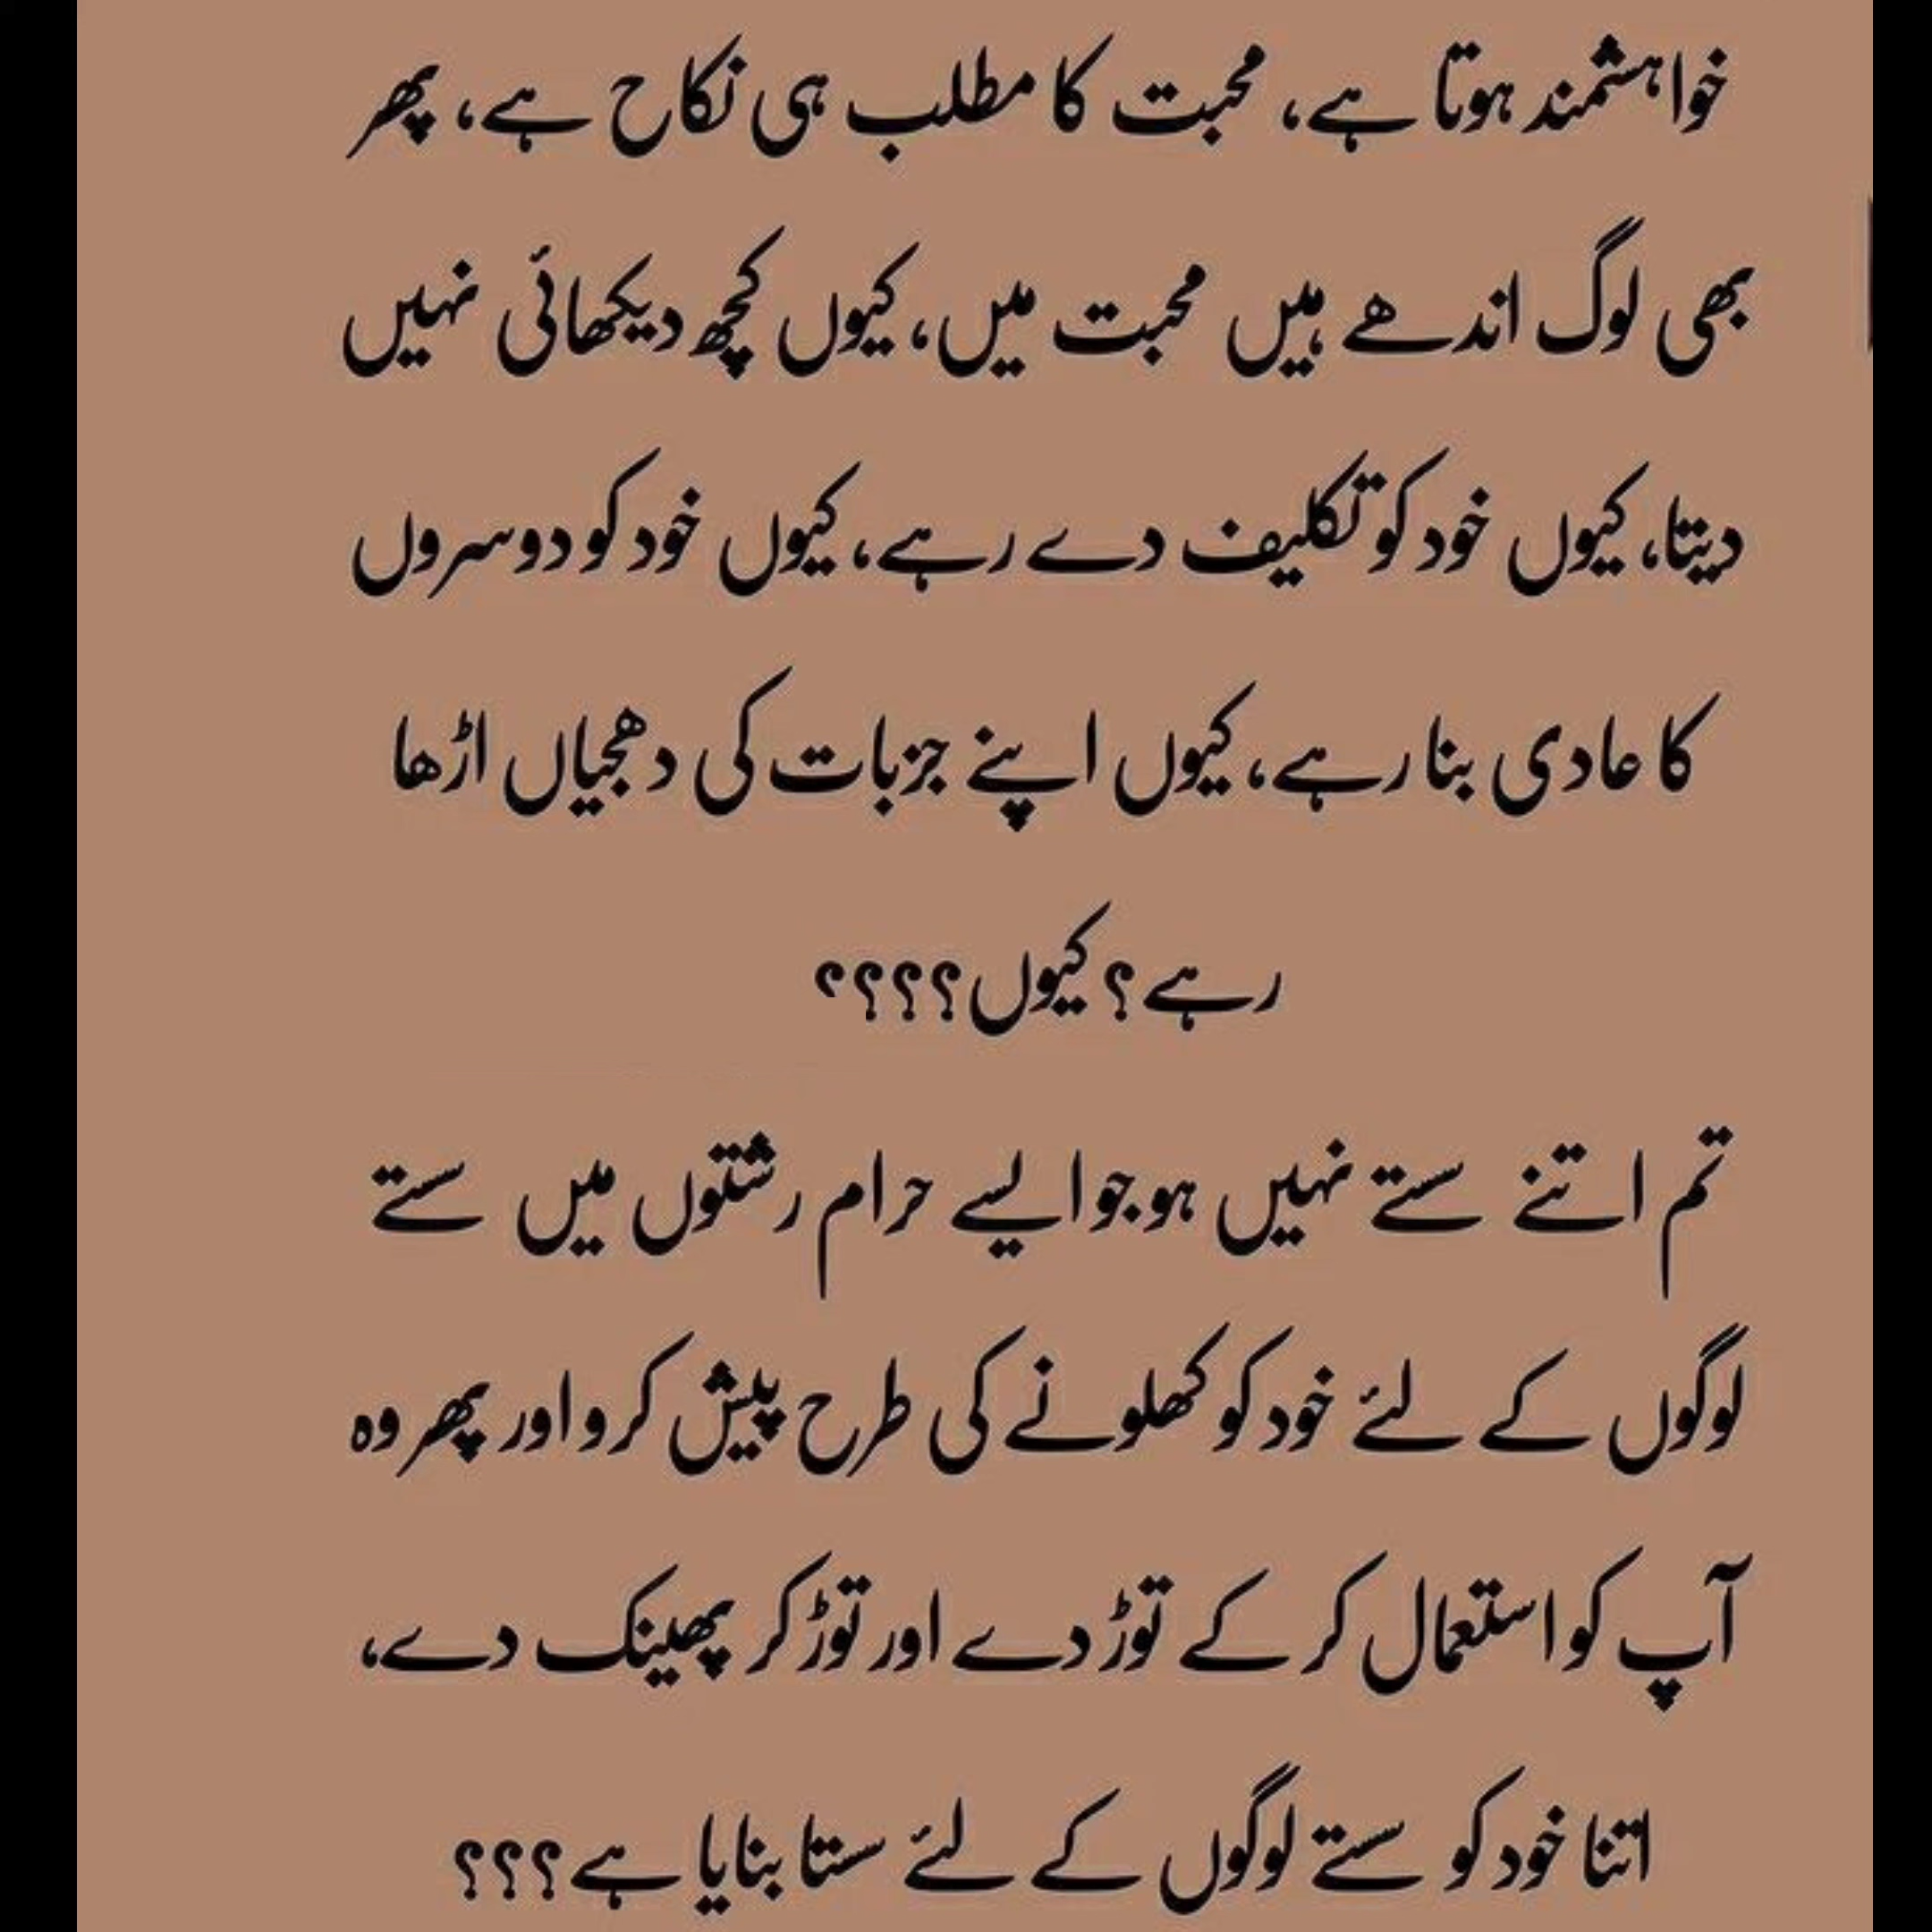 خواہشمند ہوتا ہے، محبت کا مطلب ہی نکاح ہے، پھر
بھی لوگ اندھے ہیں محبت میں، کیوں کچھ دیکھائی نہیں
دیتا، کیوں خود کو تکلیف دے رہے، کیوں خود کو دوسروں
کا عادی بنا رہے، کیوں اپنے جزبات کی دھجیاں اڑھا
رہے؟ کیوں؟؟؟؟
تم اتنے سستے نہیں ہو جو ایسے حرام رشتوں میں سستے
لوگوں کے لئے خود کو کھلونے کی طرح پیش کرو اور پھر وہ
آپ کو استعمال کر کے توڑ دے اور توڑ کر پھینک دے،
اتنا خود کو سستے لوگوں کے لئے سستا بنایا ہے؟؟؟